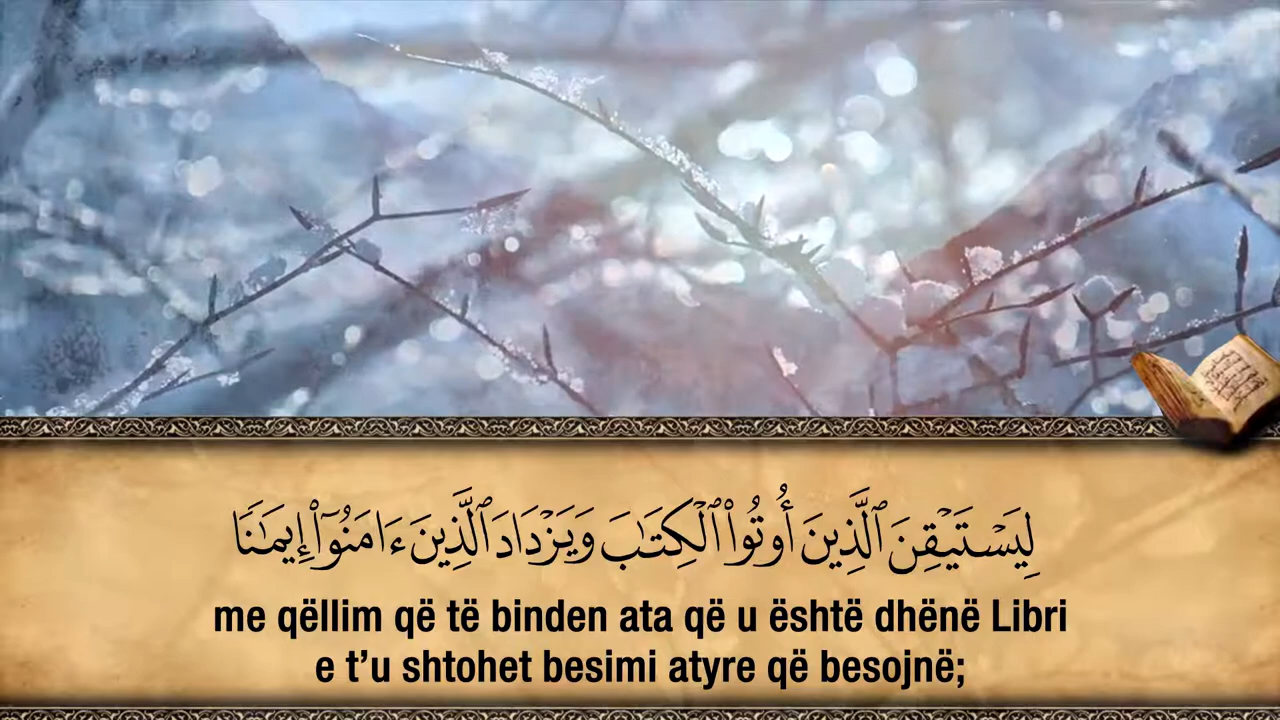 لِيَسْتَيْقِنَ ٱلَّذِينَ أُوتُوا۟ ٱلْكِتَٰبَ وَيَزْدَادَ ٱلَّذِينَ ءَامَنُوٓا۟ إِيمَٰنًا
me qëllim që të binden ata që u është dhënë Libri
e t’u shtohet besimi atyre që besojnë;